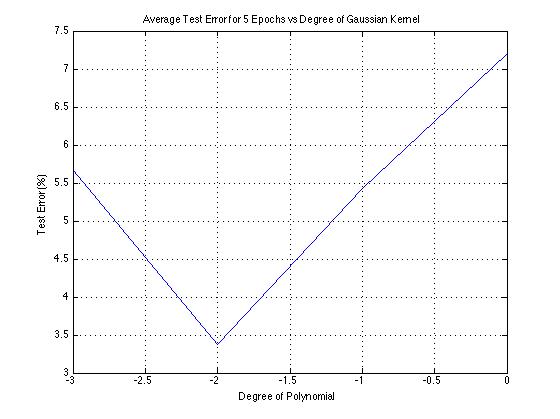 Average Test Error for 5 Epochs vs Degree of Gaussian Kernel
7.5
7
6.5
6
5.5
5
4.5
4
3.5
3
Test Error(%)
-3 -2.5 -2 -1.5 -1 -0.5 0
Degree of Polynomial